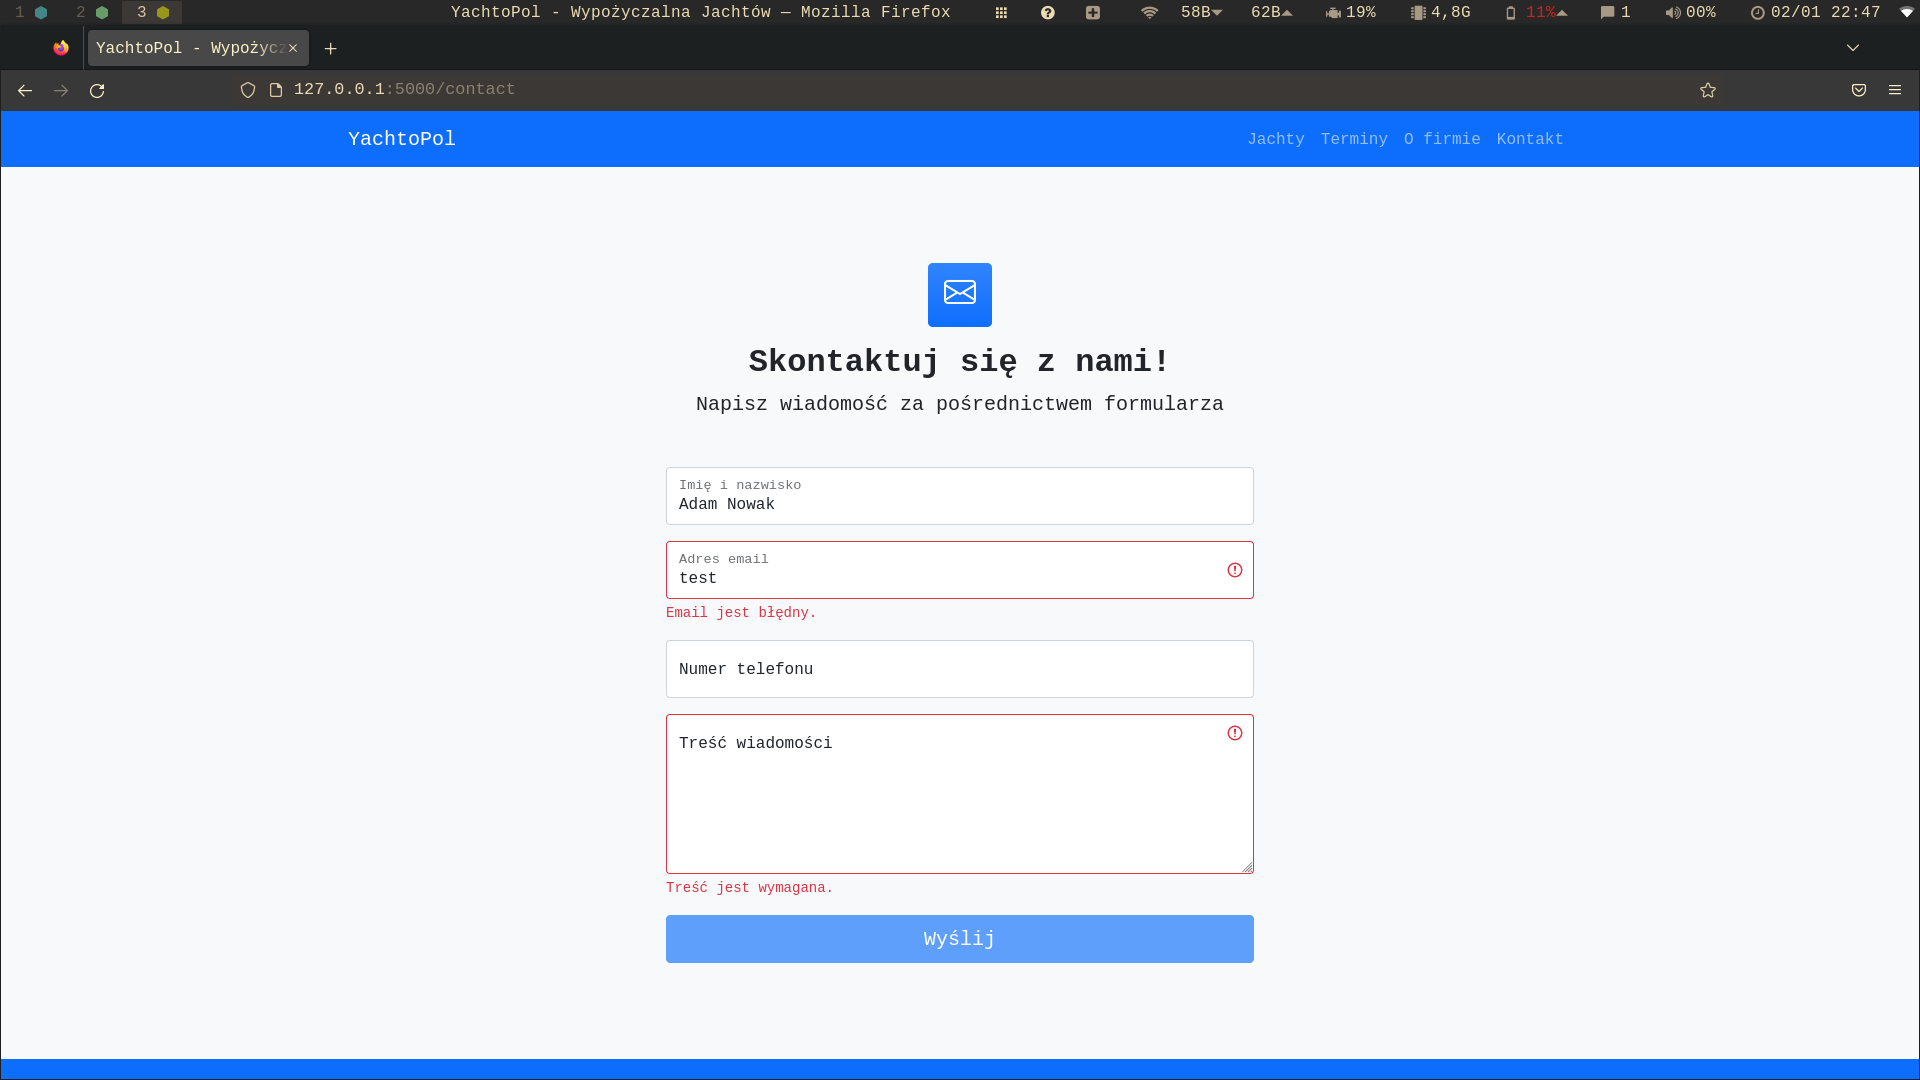 1 2 3 YachtoPol - Wypożyczalna Jachtów — Mozilla Firefox 58B 62B 19% 4,8G 11% 1 00% 02/01 22:47
YachtoPol - Wypożycz
127.0.0.1:5000/contact
YachtoPol Jachty Terminy O firmie Kontakt
Skontaktuj się z nami!
Napisz wiadomość za pośrednictwem formularza
Imię i nazwisko
Adam Nowak
Adres email
test
Email jest błędny.
Numer telefonu
Treść wiadomości
Treść jest wymagana.
Wyślij